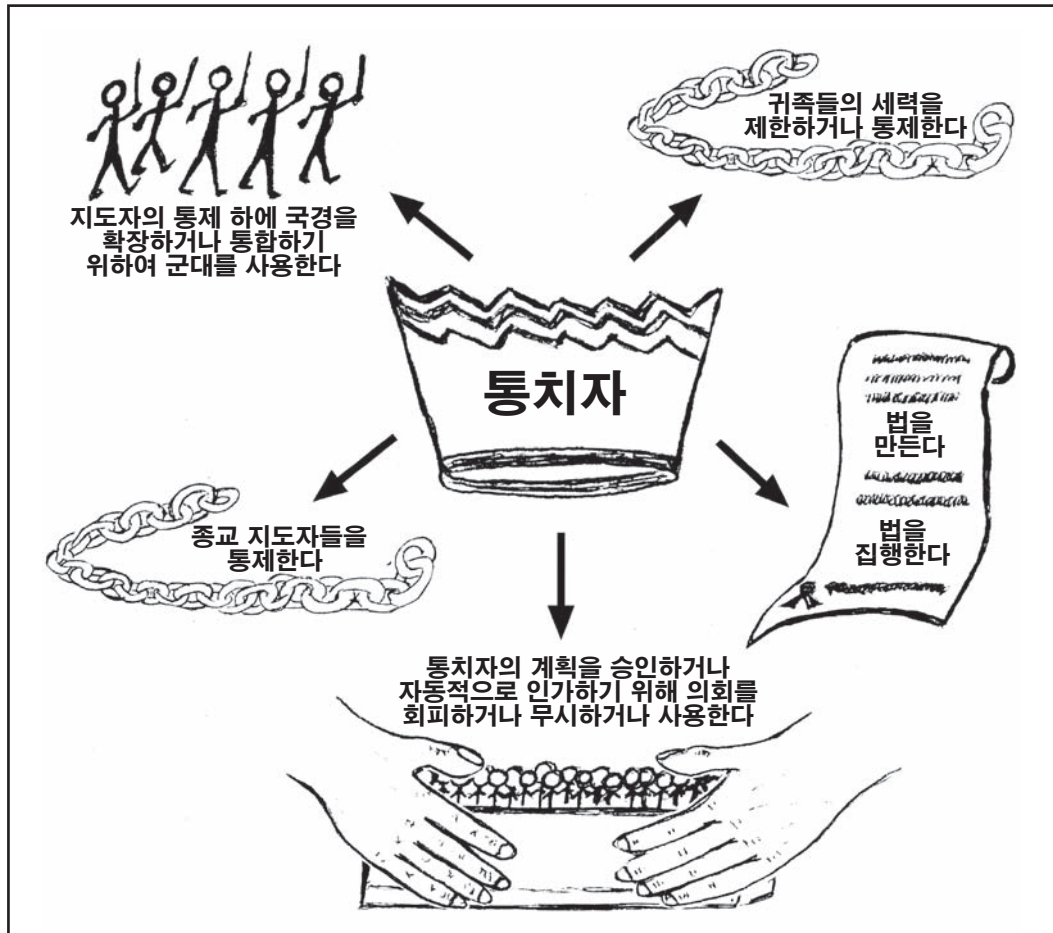 지도자의 통제 하에 국경을
확장하거나 통합하기
위하여 군대를 사용한다
귀족들의 세력을
제한하거나 통제한다
통치자
법을
만든다
법을
집행한다
종교 지도자들을
통제한다
통치자의 계획을 승인하거나
자동적으로 인가하기 위해 의회를
회피하거나 무시하거나 사용한다